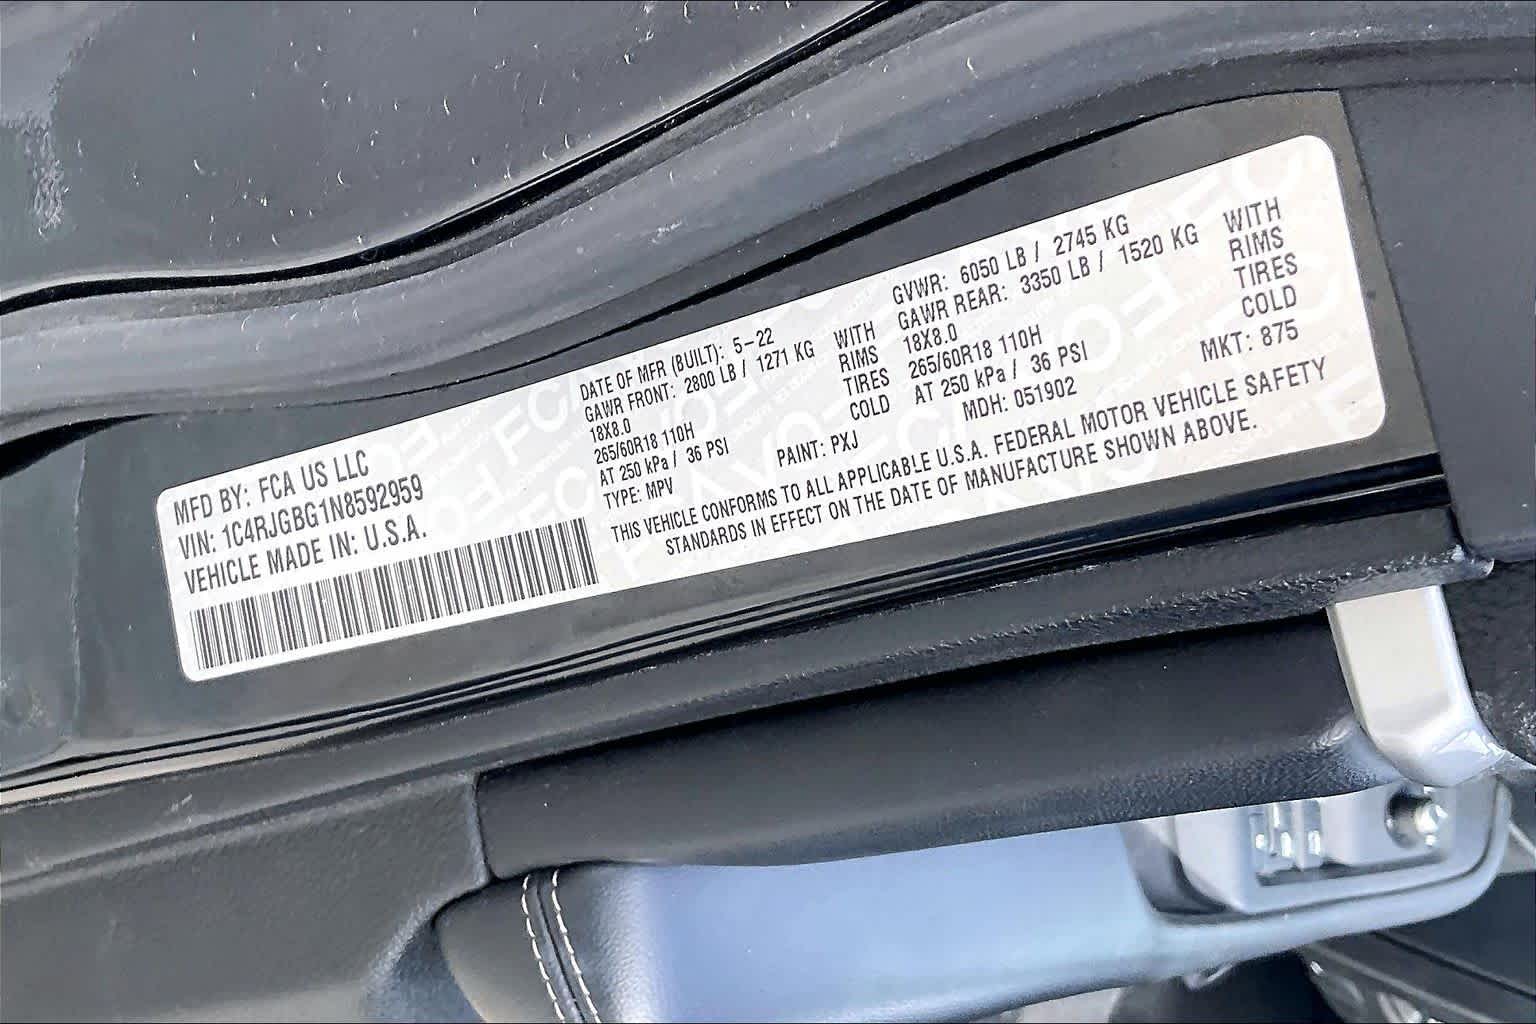 MFD BY: FCA US LLC
VIN: 1C4RJGBG1N8592959
VEHICLE MADE IN: U.S.A.
DATE OF MFR (BUILT): 5-22
GAWR FRONT: 2800 LB / 1271 KG WITH
18X8.0 RIMS
265/60R18 110H TIRES
AT 250 kPa / 36 PSI COLD
TYPE: MPV PAINT: PXJ
GVWR: 6050 LB / 2745 KG
GAWR REAR: 3350 LB / 1520 KG WITH
18X8.0 RIMS
265/60R18 110H TIRES
AT 250 kPa / 36 PSI COLD
MDH: 051902 MKT: 875
THIS VEHICLE CONFORMS TO ALL APPLICABLE U.S.A. FEDERAL MOTOR VEHICLE SAFETY
STANDARDS IN EFFECT ON THE DATE OF MANUFACTURE SHOWN ABOVE.